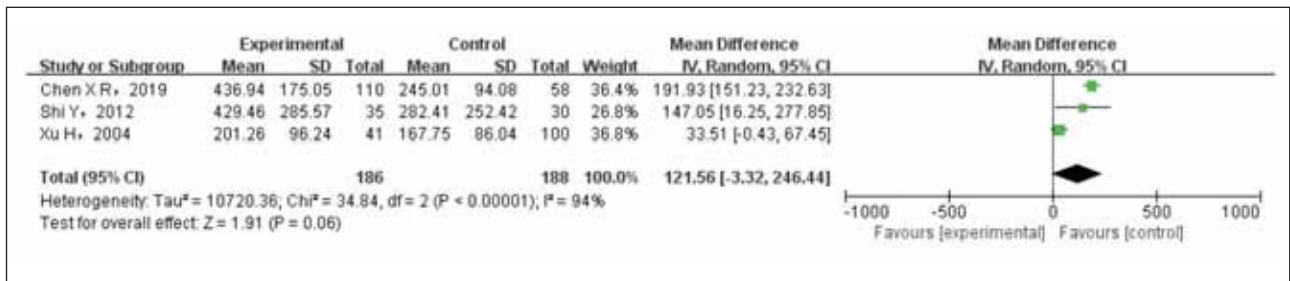 Experimental Control Mean Difference Mean Difference
Study or Subgroup Mean SD Total Mean SD Total Weight IV, Random, 95% CI IV, Random, 95% CI
Chen X R, 2019 436.94 175.05 110 245.01 94.08 58 36.4% 191.93 [151.23, 232.63]
Shi Y, 2012 429.46 285.57 35 282.41 252.42 30 26.8% 147.05 [16.25, 277.85]
Xu H, 2004 201.26 96.24 41 167.75 86.04 100 36.8% 33.51 [-0.43, 67.45]
Total (95% CI) 186 188 100.0% 121.56 [-3.32, 246.44]
Heterogeneity: Tau² = 10720.36; Chi² = 34.84, df = 2 (P < 0.00001); I² = 94%
Test for overall effect: Z = 1.91 (P = 0.06)
-1000 -500 0 500 1000
Favours [experimental] Favours [control]